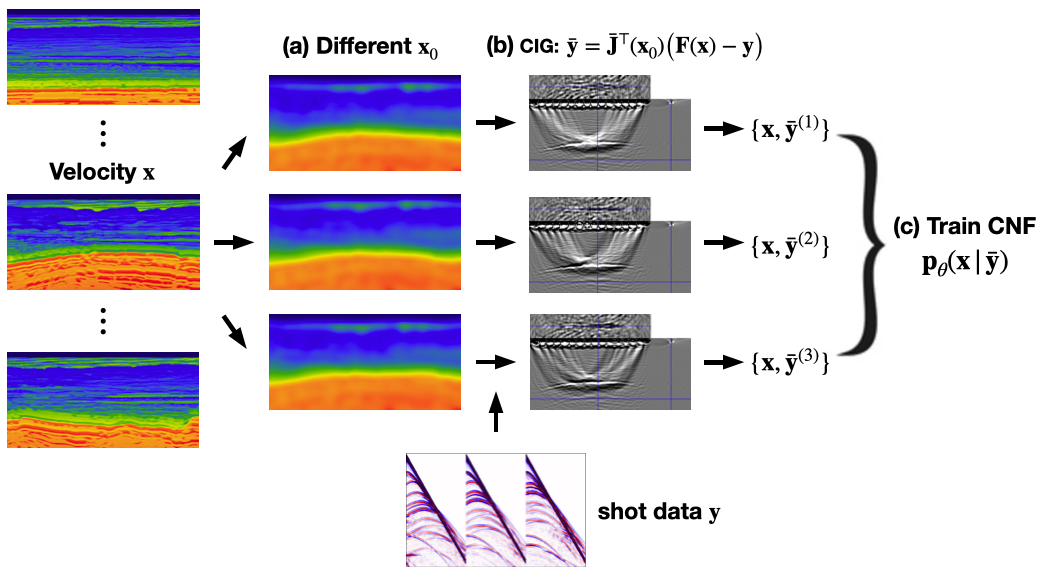 (a) Different x₀
(b) CIG: ȳ = J̄ᵀ(x₀)(F(x) − y)
⋮
Velocity x
{x, ȳ⁽¹⁾}
{x, ȳ⁽²⁾}
(c) Train CNF
p_θ(x | ȳ)
⋮
{x, ȳ⁽³⁾}
shot data y